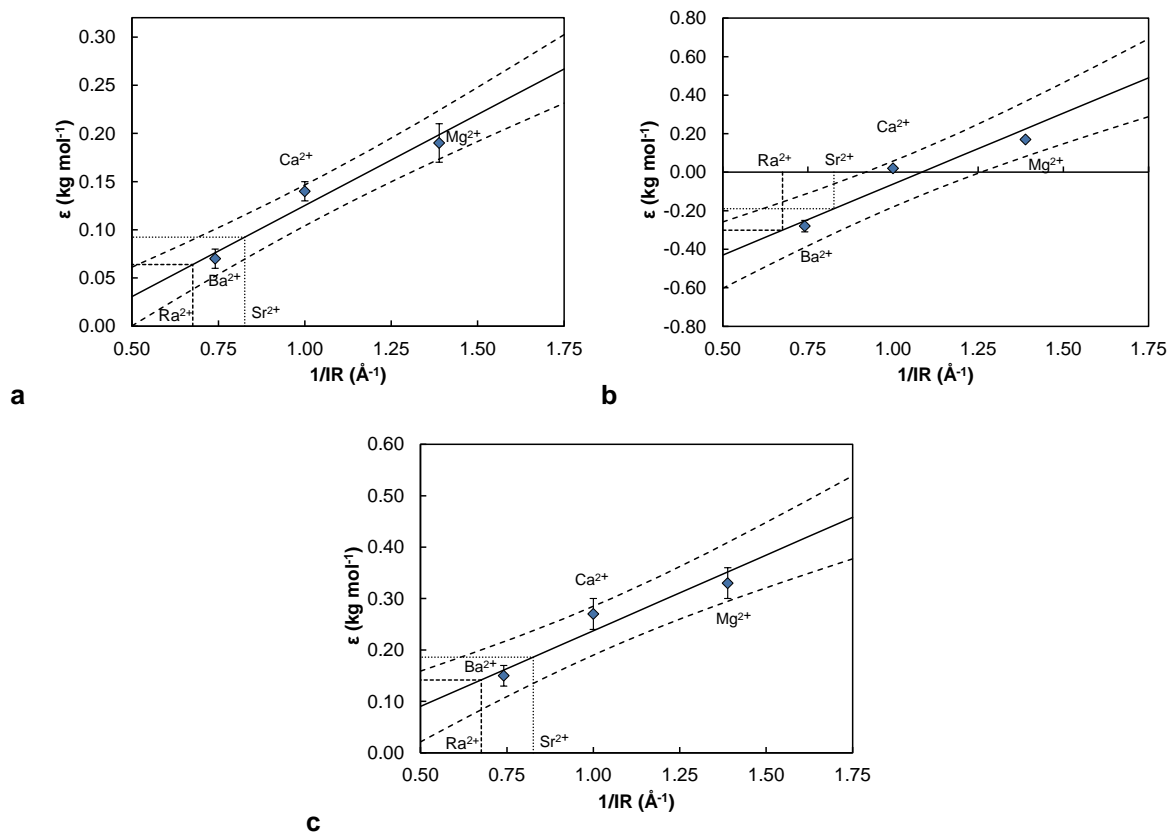 0.30
0.25
0.20
0.15
0.10
0.05
0.00
ε (kg mol-1)
Ca2+
Mg2+
Ba2+
Ra2+
Sr2+
0.50 0.75 1.00 1.25 1.50 1.75
1/IR (Å-1)
a
0.80
0.60
0.40
0.20
0.00
-0.20
-0.40
-0.60
-0.80
ε (kg mol-1)
Ca2+
Ra2+ Sr2+
Mg2+
Ba2+
0.50 0.75 1.00 1.25 1.50 1.75
1/IR (Å-1)
b
0.60
0.50
0.40
0.30
0.20
0.10
0.00
ε (kg mol-1)
Ca2+
Mg2+
Ba2+
Ra2+ Sr2+
0.50 0.75 1.00 1.25 1.50 1.75
1/IR (Å-1)
c